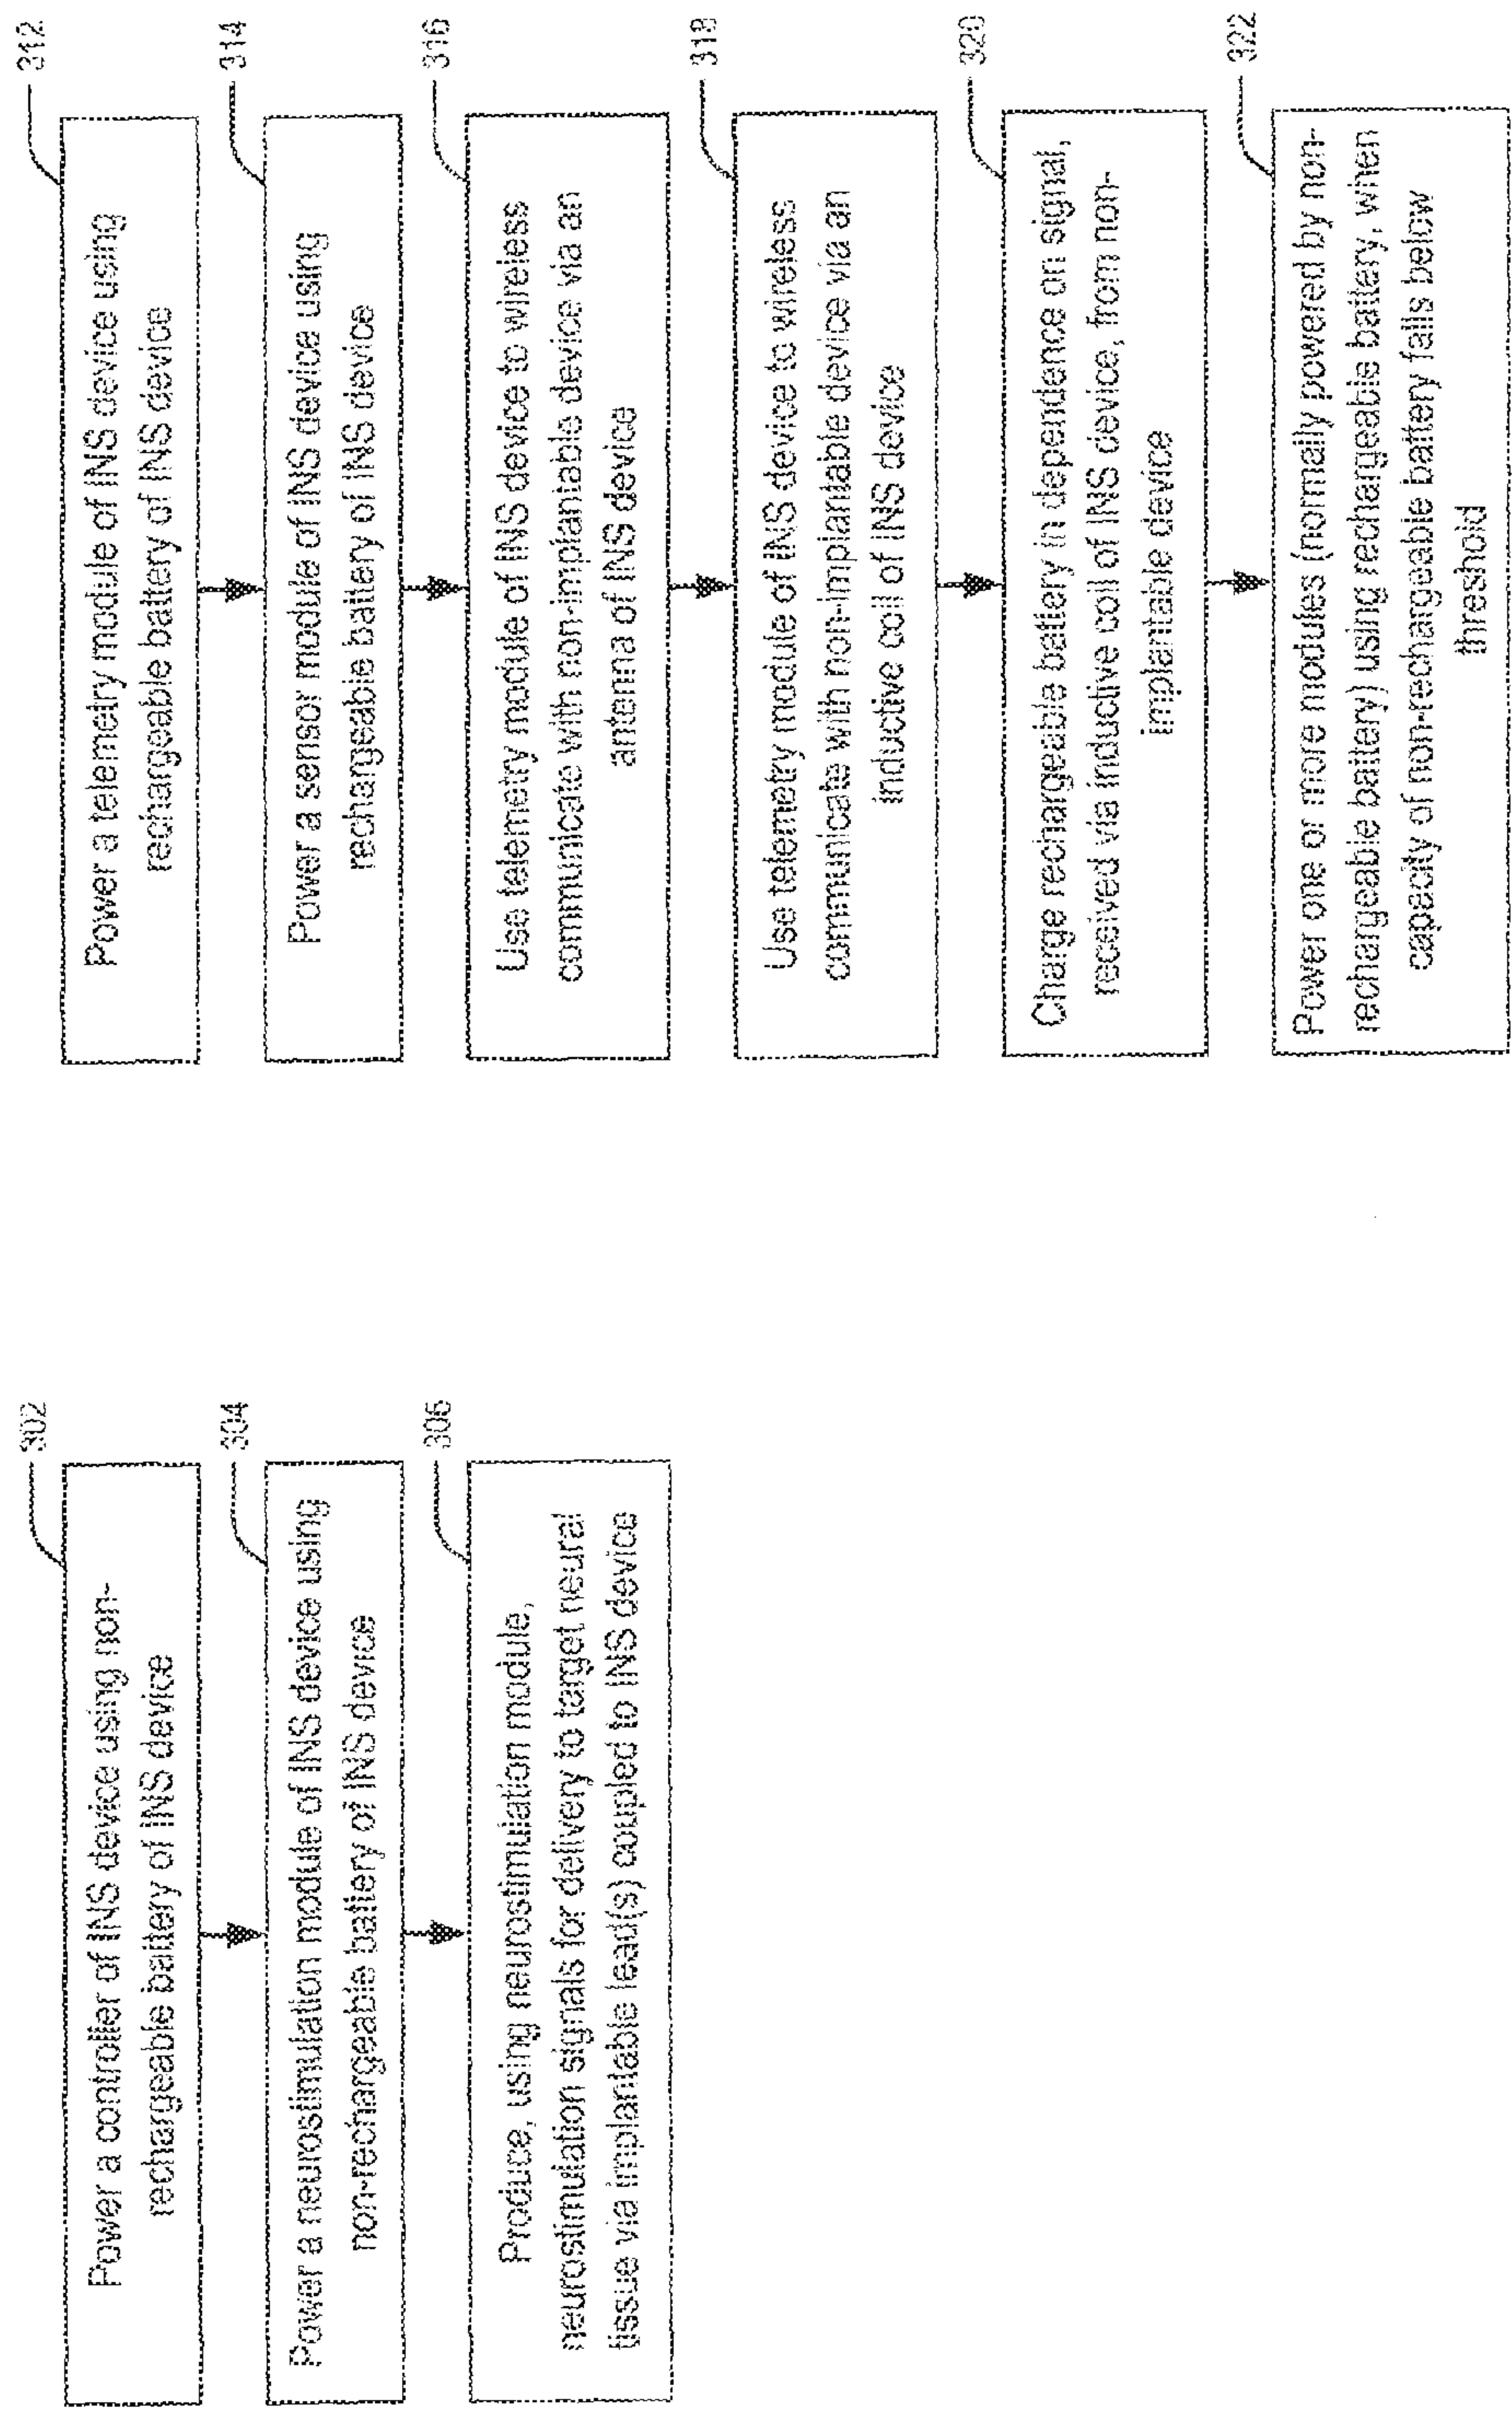 302
Power a controller of INS device using non-
rechargeable battery of INS device
304
Power a neurostimulation module of INS device using
non-rechargeable battery of INS device
306
Produce, using neurostimulation module,
neurostimulation signals for delivery to target neural
tissue via implantable lead(s) coupled to INS device
312
Power a telemetry module of INS device using
rechargeable battery of INS device
314
Power a sensor module of INS device using
rechargeable battery of INS device
316
Use telemetry module of INS device to wireless
communicate with non-implantable device via an
antenna of INS device
318
Use telemetry module of INS device to wireless
communicate with non-implantable device via an
inductive coil of INS device
320
Charge rechargeable battery in dependence on signal,
received via inductive coil of INS device, from non-
implantable device
322
Power one or more modules (normally powered by non-
rechargeable battery) using rechargeable battery, when
capacity of non-rechargeable battery falls below
threshold